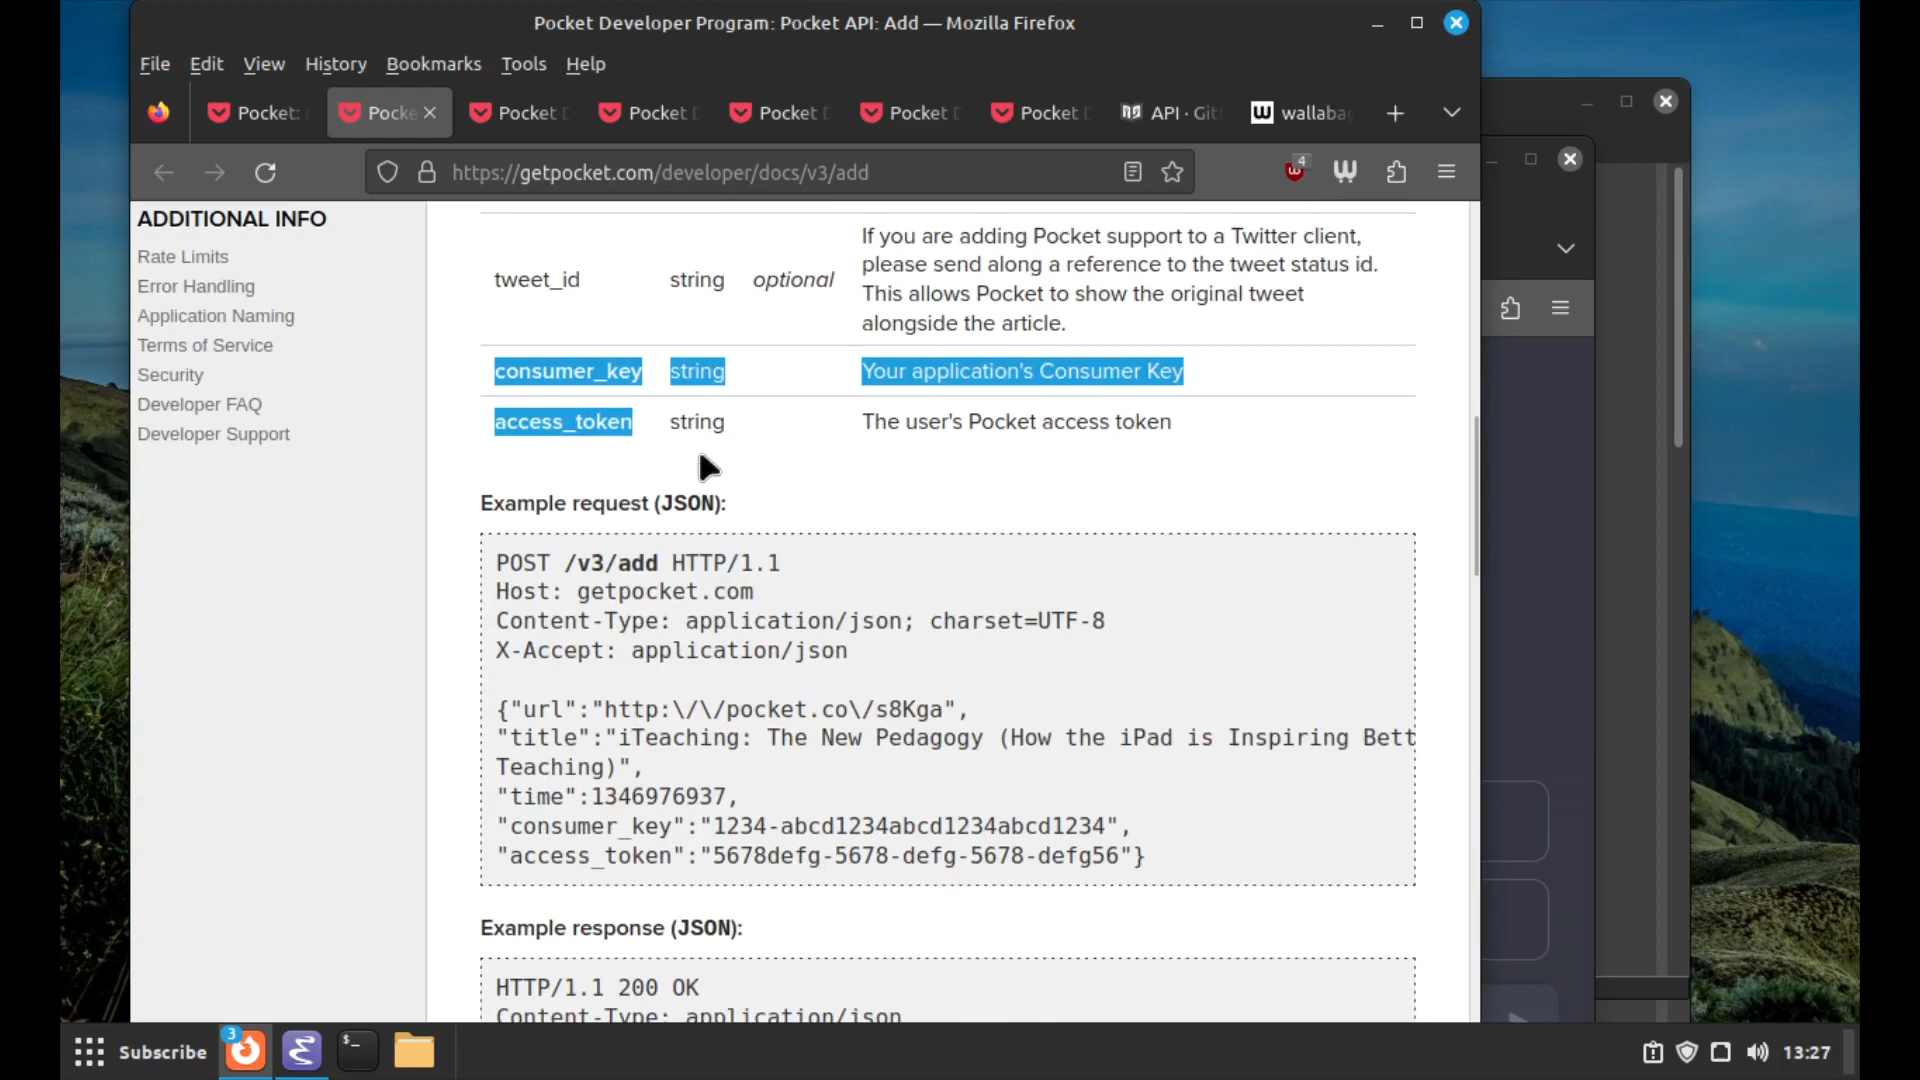 Pocket Developer Program: Pocket API: Add — Mozilla Firefox
File Edit View History Bookmarks Tools Help
Pocket: Pocke Pocket D Pocket D Pocket D Pocket D Pocket D API · Git wallaba
https://getpocket.com/developer/docs/v3/add
4
ADDITIONAL INFO
Rate Limits
Error Handling
Application Naming
Terms of Service
Security
Developer FAQ
Developer Support
tweet_id string optional If you are adding Pocket support to a Twitter client,
please send along a reference to the tweet status id.
This allows Pocket to show the original tweet
alongside the article.
consumer_key string Your application's Consumer Key
access_token string The user's Pocket access token
Example request (JSON):
POST /v3/add HTTP/1.1
Host: getpocket.com
Content-Type: application/json; charset=UTF-8
X-Accept: application/json
{"url":"http:\/\/pocket.co\/s8Kga",
"title":"iTeaching: The New Pedagogy (How the iPad is Inspiring Bett
Teaching)",
"time":1346976937,
"consumer_key":"1234-abcd1234abcd1234abcd1234",
"access_token":"5678defg-5678-defg-5678-defg56"}
Example response (JSON):
HTTP/1.1 200 OK
Content-Type: application/json
Subscribe 3 $_ 13:27